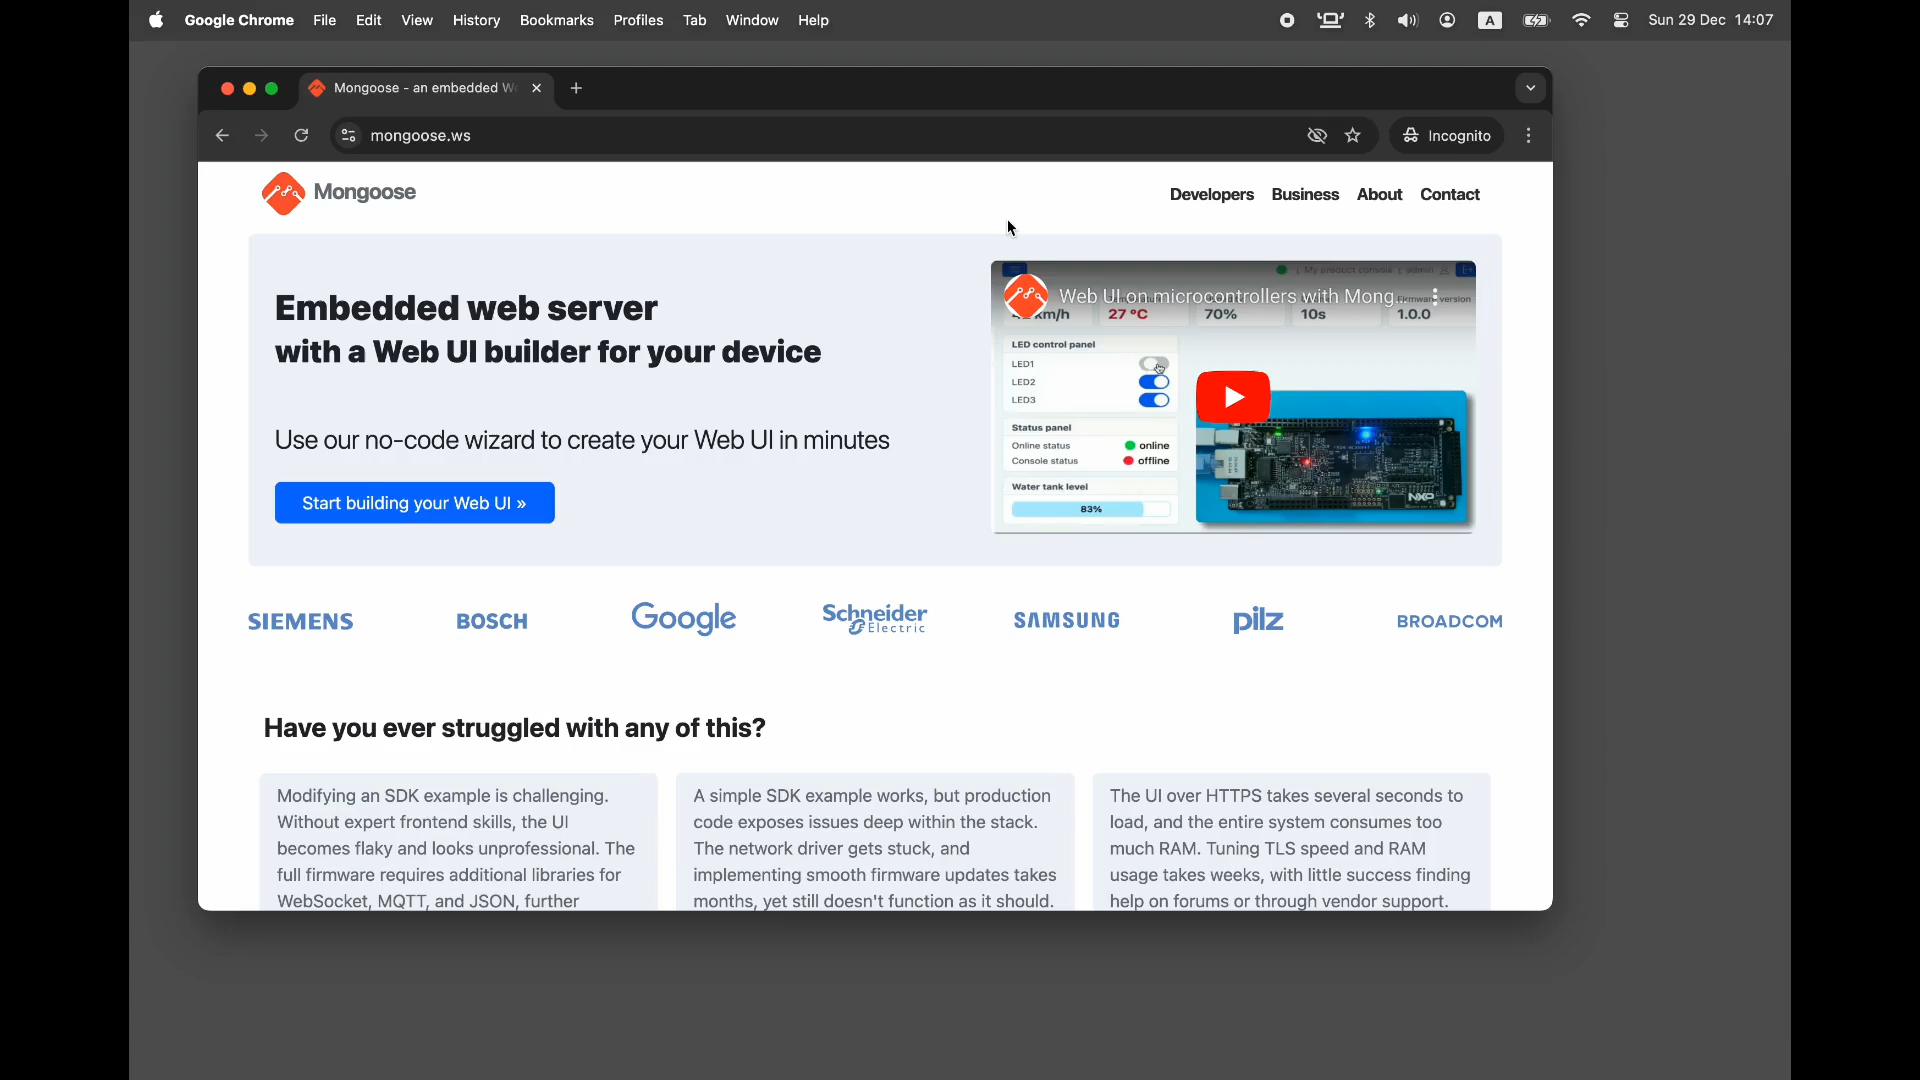 Google Chrome File Edit View History Bookmarks Profiles Tab Window Help A Sun 29 Dec 14:07
Mongoose - an embedded W
mongoose.ws Incognito
Mongoose Developers Business About Contact
Embedded web server
with a Web UI builder for your device
Use our no-code wizard to create your Web UI in minutes
Start building your Web UI »
My product console admin
Web UI on microcontrollers with Mong...
version
km/h 27 °C 70% 10s 1.0.0
LED control panel
LED1
LED2
LED3
Status panel
Online status online
Console status offline
Water tank level
83%
NXP
SIEMENS BOSCH Google Schneider Electric SAMSUNG pilz BROADCOM
Have you ever struggled with any of this?
Modifying an SDK example is challenging.
Without expert frontend skills, the UI
becomes flaky and looks unprofessional. The
full firmware requires additional libraries for
WebSocket, MQTT, and JSON, further
A simple SDK example works, but production
code exposes issues deep within the stack.
The network driver gets stuck, and
implementing smooth firmware updates takes
months, yet still doesn't function as it should.
The UI over HTTPS takes several seconds to
load, and the entire system consumes too
much RAM. Tuning TLS speed and RAM
usage takes weeks, with little success finding
help on forums or through vendor support.